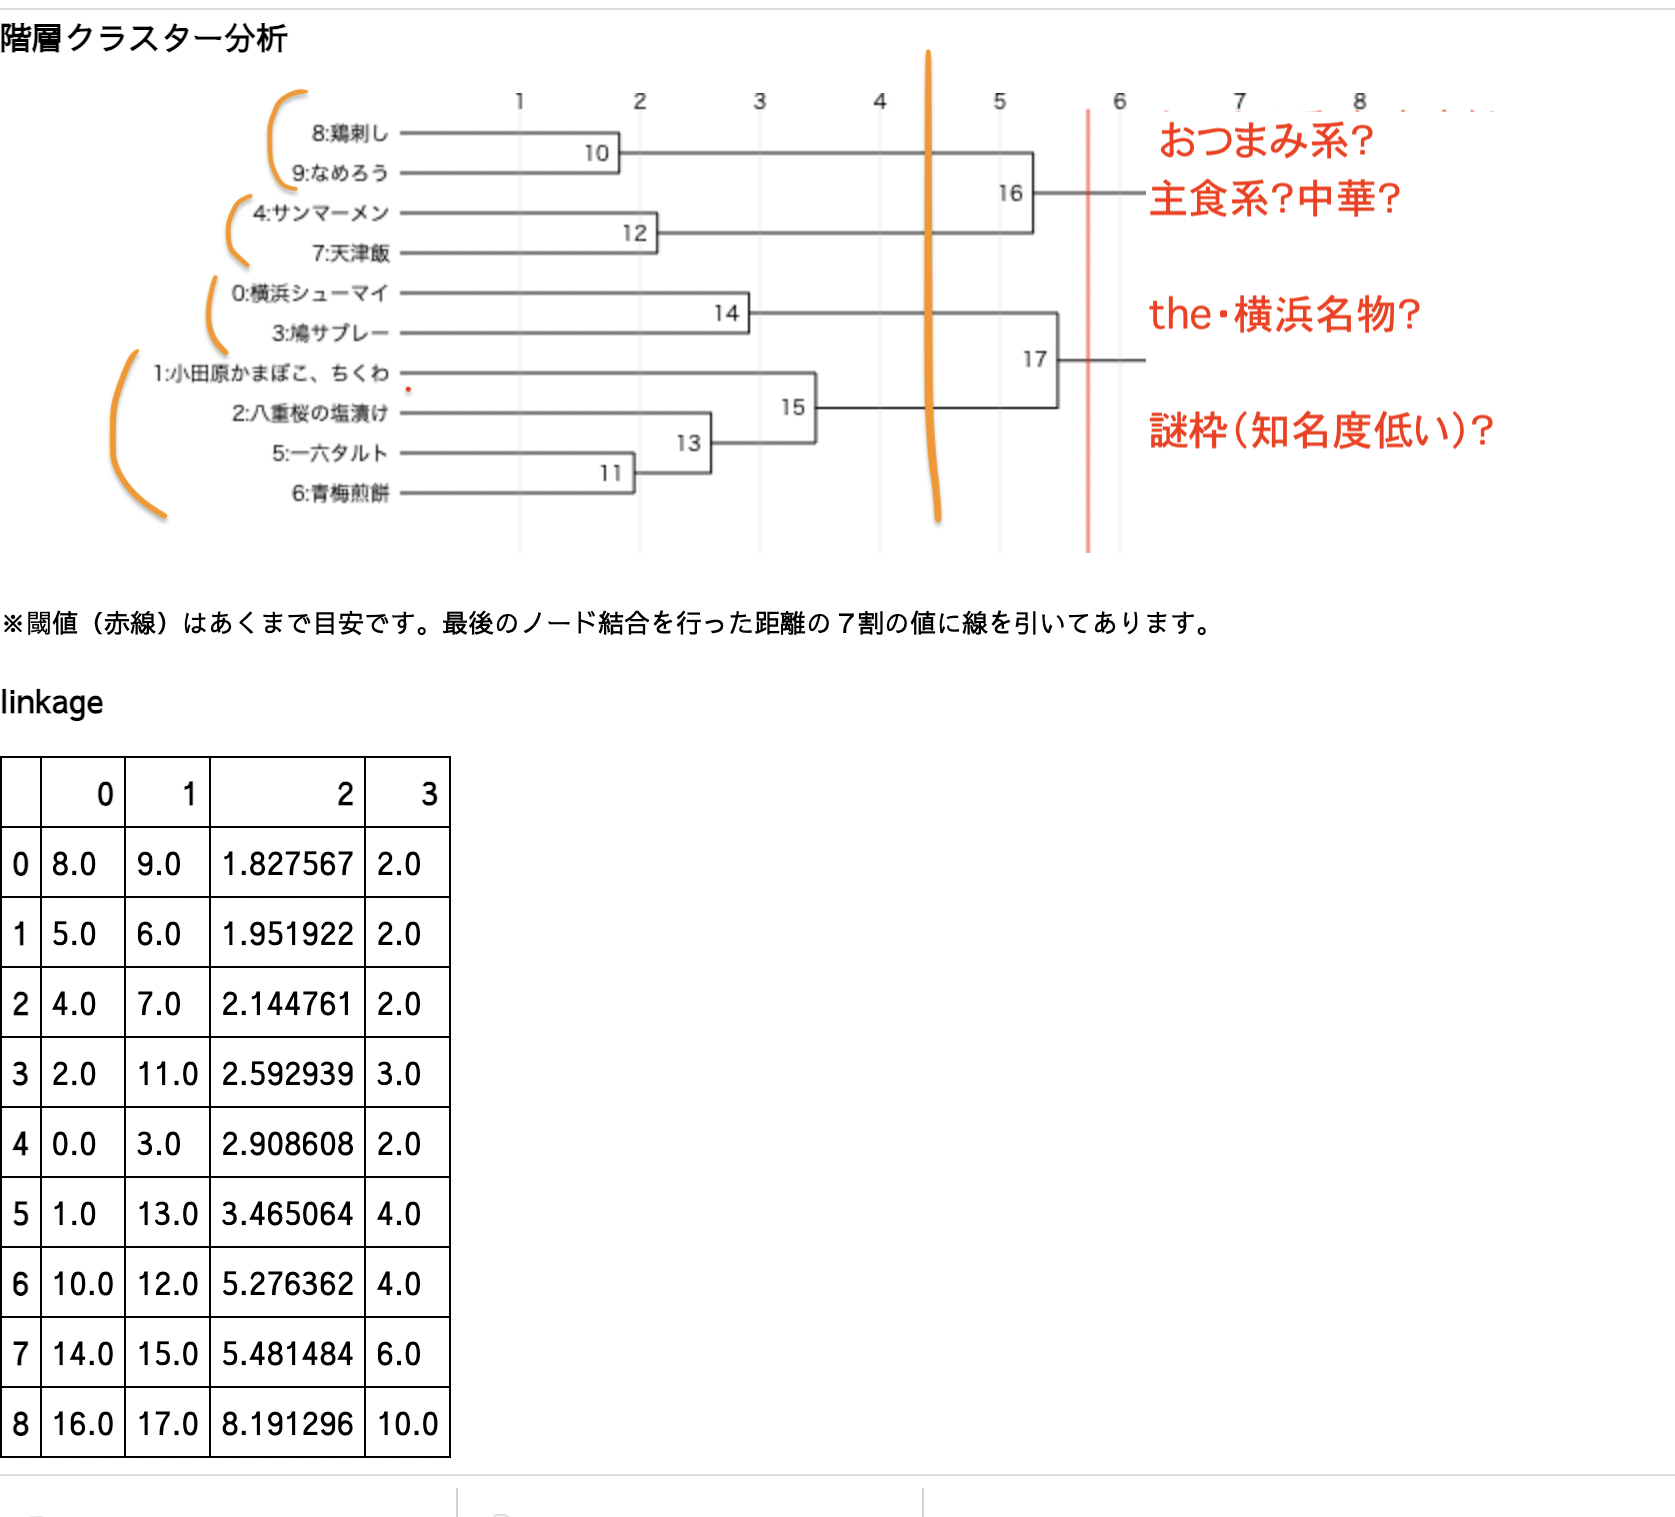 階層クラスター分析
1 2 3 4 5 6 7 8
8:鶏刺し
9:なめろう
4:サンマーメン
7:天津飯
0:横浜シューマイ
3:鳩サブレー
1:小田原かまぼこ、ちくわ
2:八重桜の塩漬け
5:一六タルト
6:青梅煎餅
10
16
12
14
17
15
13
11
おつまみ系?
主食系?中華?
the・横浜名物?
謎枠(知名度低い)?
※閾値（赤線）はあくまで目安です。最後のノード結合を行った距離の７割の値に線を引いてあります。
linkage
0 1 2 3
0 8.0 9.0 1.827567 2.0
1 5.0 6.0 1.951922 2.0
2 4.0 7.0 2.144761 2.0
3 2.0 11.0 2.592939 3.0
4 0.0 3.0 2.908608 2.0
5 1.0 13.0 3.465064 4.0
6 10.0 12.0 5.276362 4.0
7 14.0 15.0 5.481484 6.0
8 16.0 17.0 8.191296 10.0